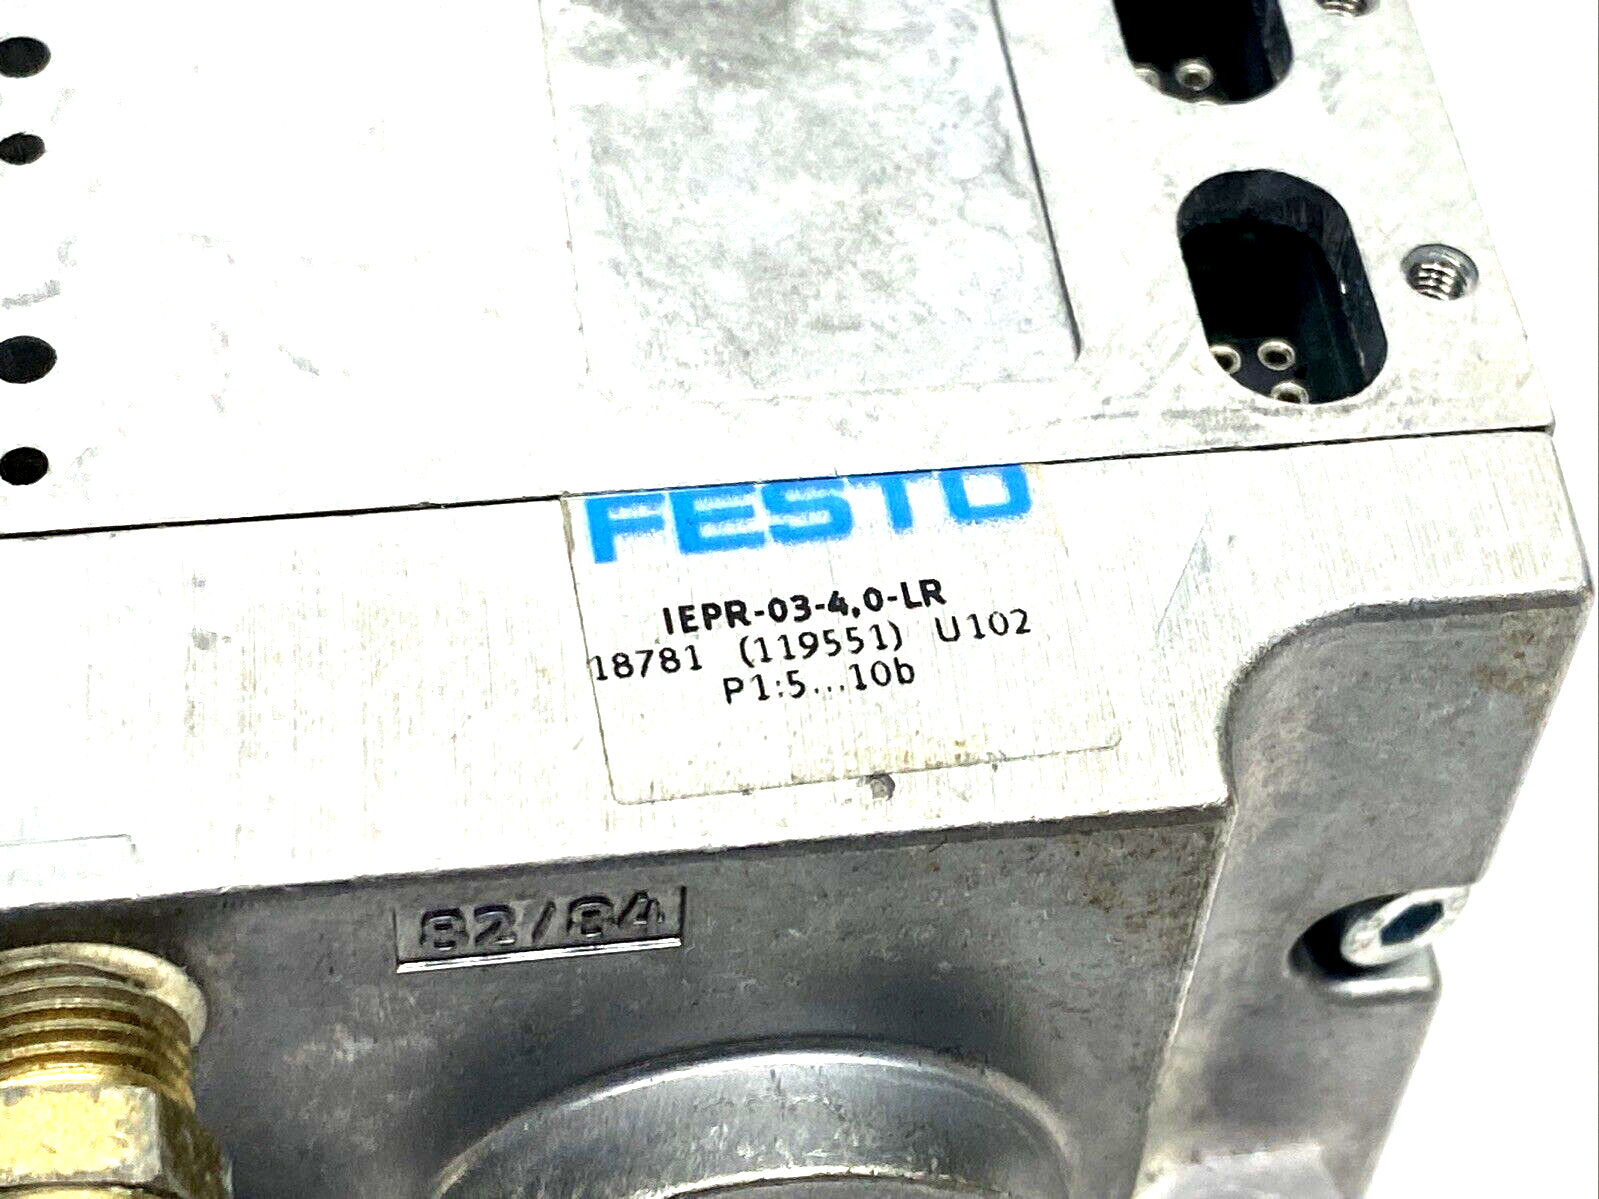 FESTO
IEPR-03-4,0-LR
18781 (119551) U102
P1:5...10b
82/84